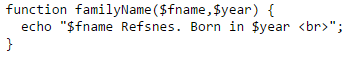 function familyName($fname,$year) {
  echo "$fname Refsnes. Born in $year <br>";
}